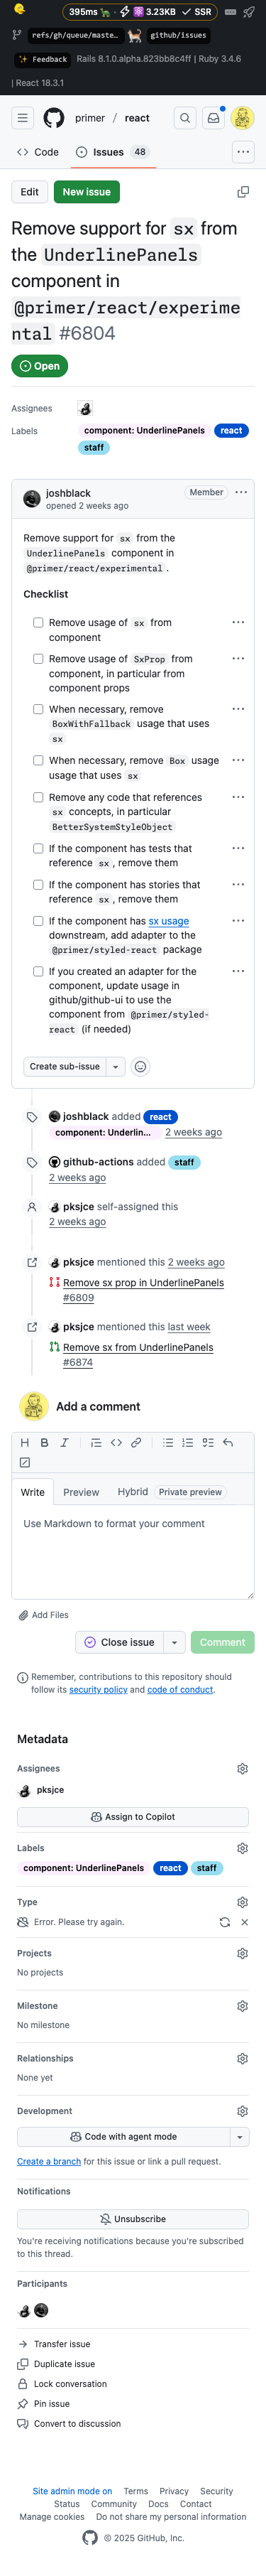 395ms
3.23KB
SSR
refs/gh/queue/maste…
github/issues
Feedback
Rails 8.1.0.alpha.823bb8c4ff | Ruby 3.4.6
| React 18.3.1
primer / react
Code
Issues 48
Edit
New issue
Remove support for sx from
the UnderlinePanels
component in
@primer/react/experime
ntal #6804
Open
Assignees
Labels
component: UnderlinePanels
react
staff
joshblack
Member
opened 2 weeks ago
Remove support for sx from the
UnderlinePanels component in
@primer/react/experimental.
Checklist
Remove usage of sx from
component
Remove usage of SxProp from
component, in particular from
component props
When necessary, remove
BoxWithFallback usage that uses
sx
When necessary, remove Box usage
usage that uses sx
Remove any code that references
sx concepts, in particular
BetterSystemStyleObject
If the component has tests that
reference sx, remove them
If the component has stories that
reference sx, remove them
If the component has sx usage
downstream, add adapter to the
@primer/styled-react package
If you created an adapter for the
component, update usage in
github/github-ui to use the
component from @primer/styled-
react (if needed)
Create sub-issue
joshblack added react
component: Underlin... 2 weeks ago
github-actions added staff
2 weeks ago
pksjce self-assigned this
2 weeks ago
pksjce mentioned this 2 weeks ago
Remove sx prop in UnderlinePanels
#6809
pksjce mentioned this last week
Remove sx from UnderlinePanels
#6874
Add a comment
Write
Preview
Hybrid
Private preview
Use Markdown to format your comment
Add Files
Close issue
Comment
Remember, contributions to this repository should
follow its security policy and code of conduct.
Metadata
Assignees
pksjce
Assign to Copilot
Labels
component: UnderlinePanels
react
staff
Type
Error. Please try again.
Projects
No projects
Milestone
No milestone
Relationships
None yet
Development
Code with agent mode
Create a branch for this issue or link a pull request.
Notifications
Unsubscribe
You're receiving notifications because you're subscribed
to this thread.
Participants
Transfer issue
Duplicate issue
Lock conversation
Pin issue
Convert to discussion
Site admin mode on
Terms
Privacy
Security
Status
Community
Docs
Contact
Manage cookies
Do not share my personal information
© 2025 GitHub, Inc.